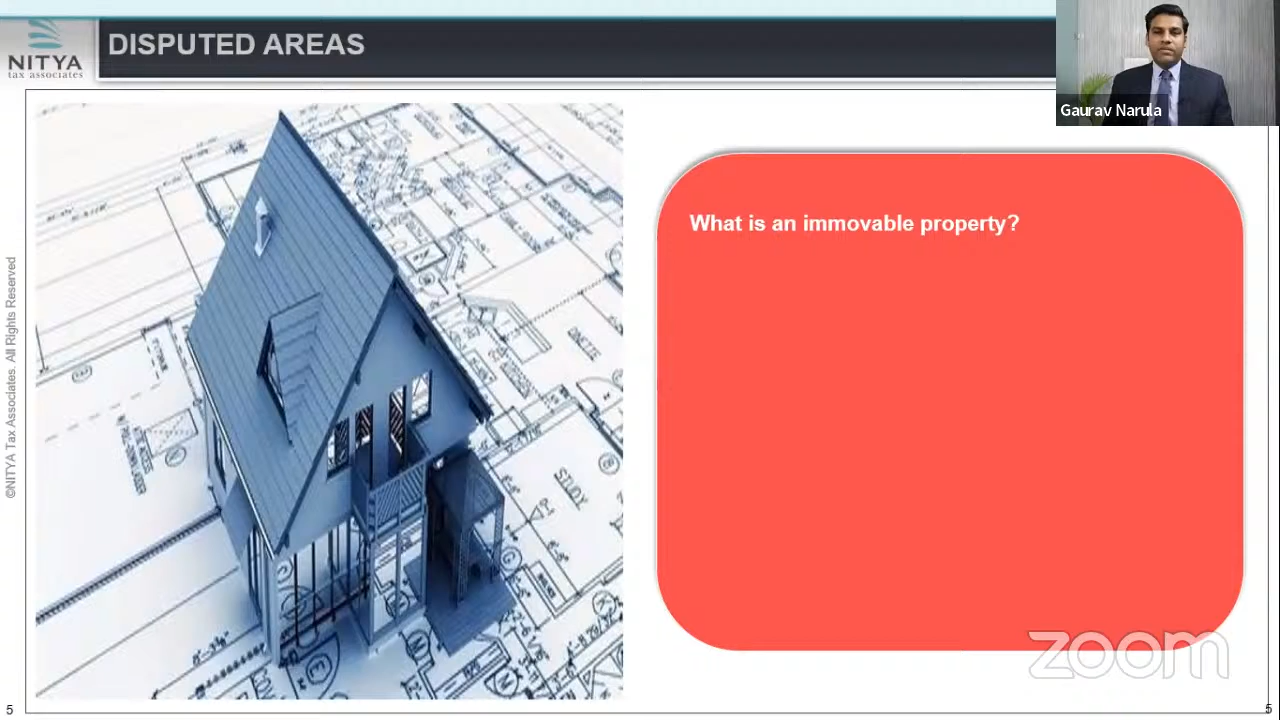 DISPUTED AREAS
NITYA
tax associates
Gaurav Narula
What is an immovable property?
©NITYA Tax Associates. All Rights Reserved
STUDY
zoom
5
5